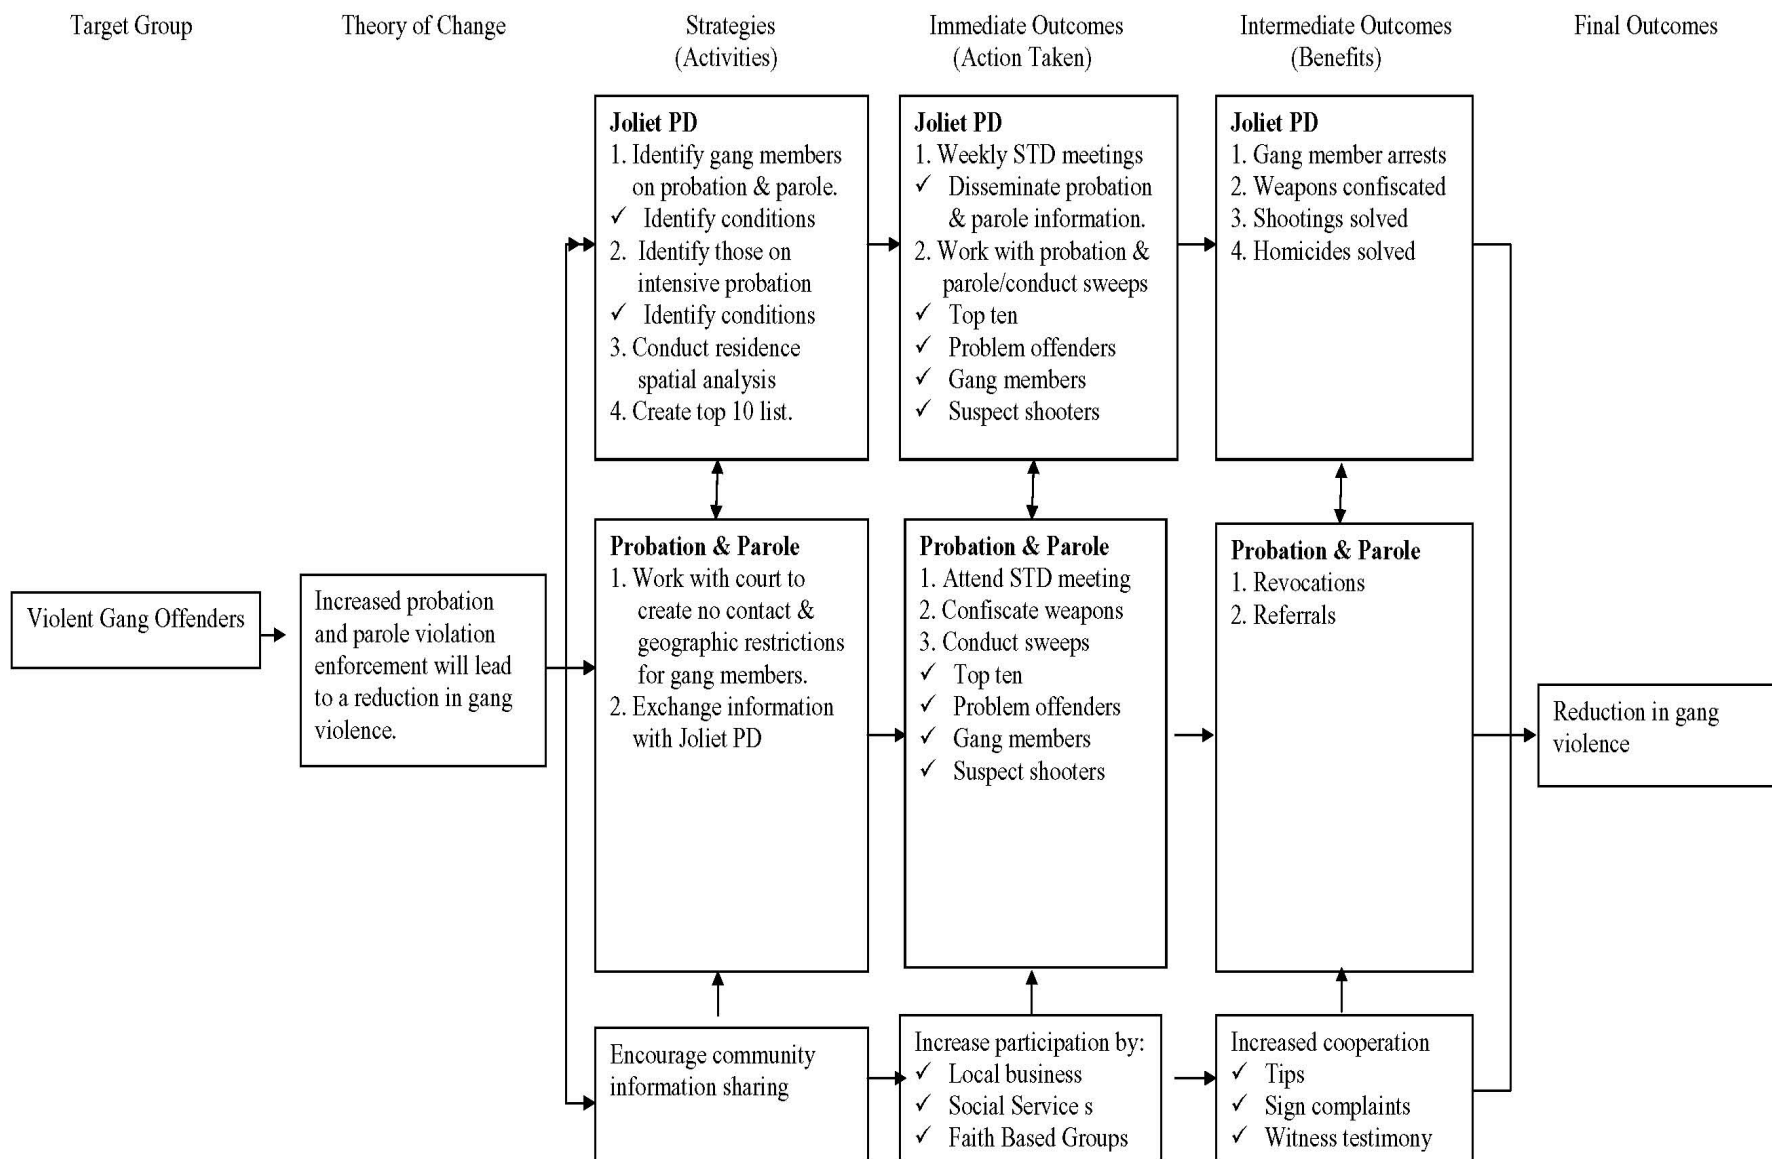 Target Group
Theory of Change
Strategies
(Activities)
Immediate Outcomes
(Action Taken)
Intermediate Outcomes
(Benefits)
Final Outcomes
Joliet PD
1. Identify gang members
on probation & parole.
✓ Identify conditions
2. Identify those on
intensive probation
✓ Identify conditions
3. Conduct residence
spatial analysis
4. Create top 10 list.
Joliet PD
1. Weekly STD meetings
✓ Disseminate probation
& parole information.
2. Work with probation &
parole/conduct sweeps
✓ Top ten
✓ Problem offenders
✓ Gang members
✓ Suspect shooters
Joliet PD
1. Gang member arrests
2. Weapons confiscated
3. Shootings solved
4. Homicides solved
Violent Gang Offenders
Increased probation
and parole violation
enforcement will lead
to a reduction in gang
violence.
Probation & Parole
1. Work with court to
create no contact &
geographic restrictions
for gang members.
2. Exchange information
with Joliet PD
Probation & Parole
1. Attend STD meeting
2. Confiscate weapons
3. Conduct sweeps
✓ Top ten
✓ Problem offenders
✓ Gang members
✓ Suspect shooters
Probation & Parole
1. Revocations
2. Referrals
Reduction in gang
violence
Encourage community
information sharing
Increase participation by:
✓ Local business
✓ Social Service s
✓ Faith Based Groups
Increased cooperation
✓ Tips
✓ Sign complaints
✓ Witness testimony